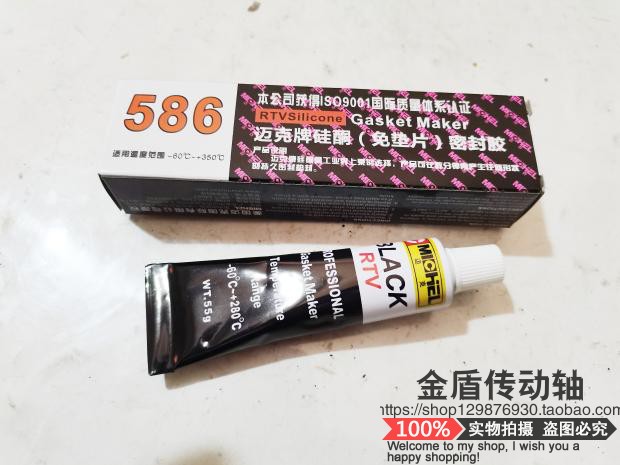 586
适用温度范围 -60℃~+350℃
本公司获得ISO9001国际质量体系认证
RTVSilicone Gasket Maker
迈克牌硅酮（免垫片）密封胶
产品说明
MICHEL
BLACK
RTV
PROFESSIONAL
Gasket Maker
Temperature
Range
-60℃~+280℃
WT.55g
金盾传动轴
https://shop129876930.taobao.com
100% 实物拍摄 盗图必究
Welcome to my shop, I wish you a
happy shopping!